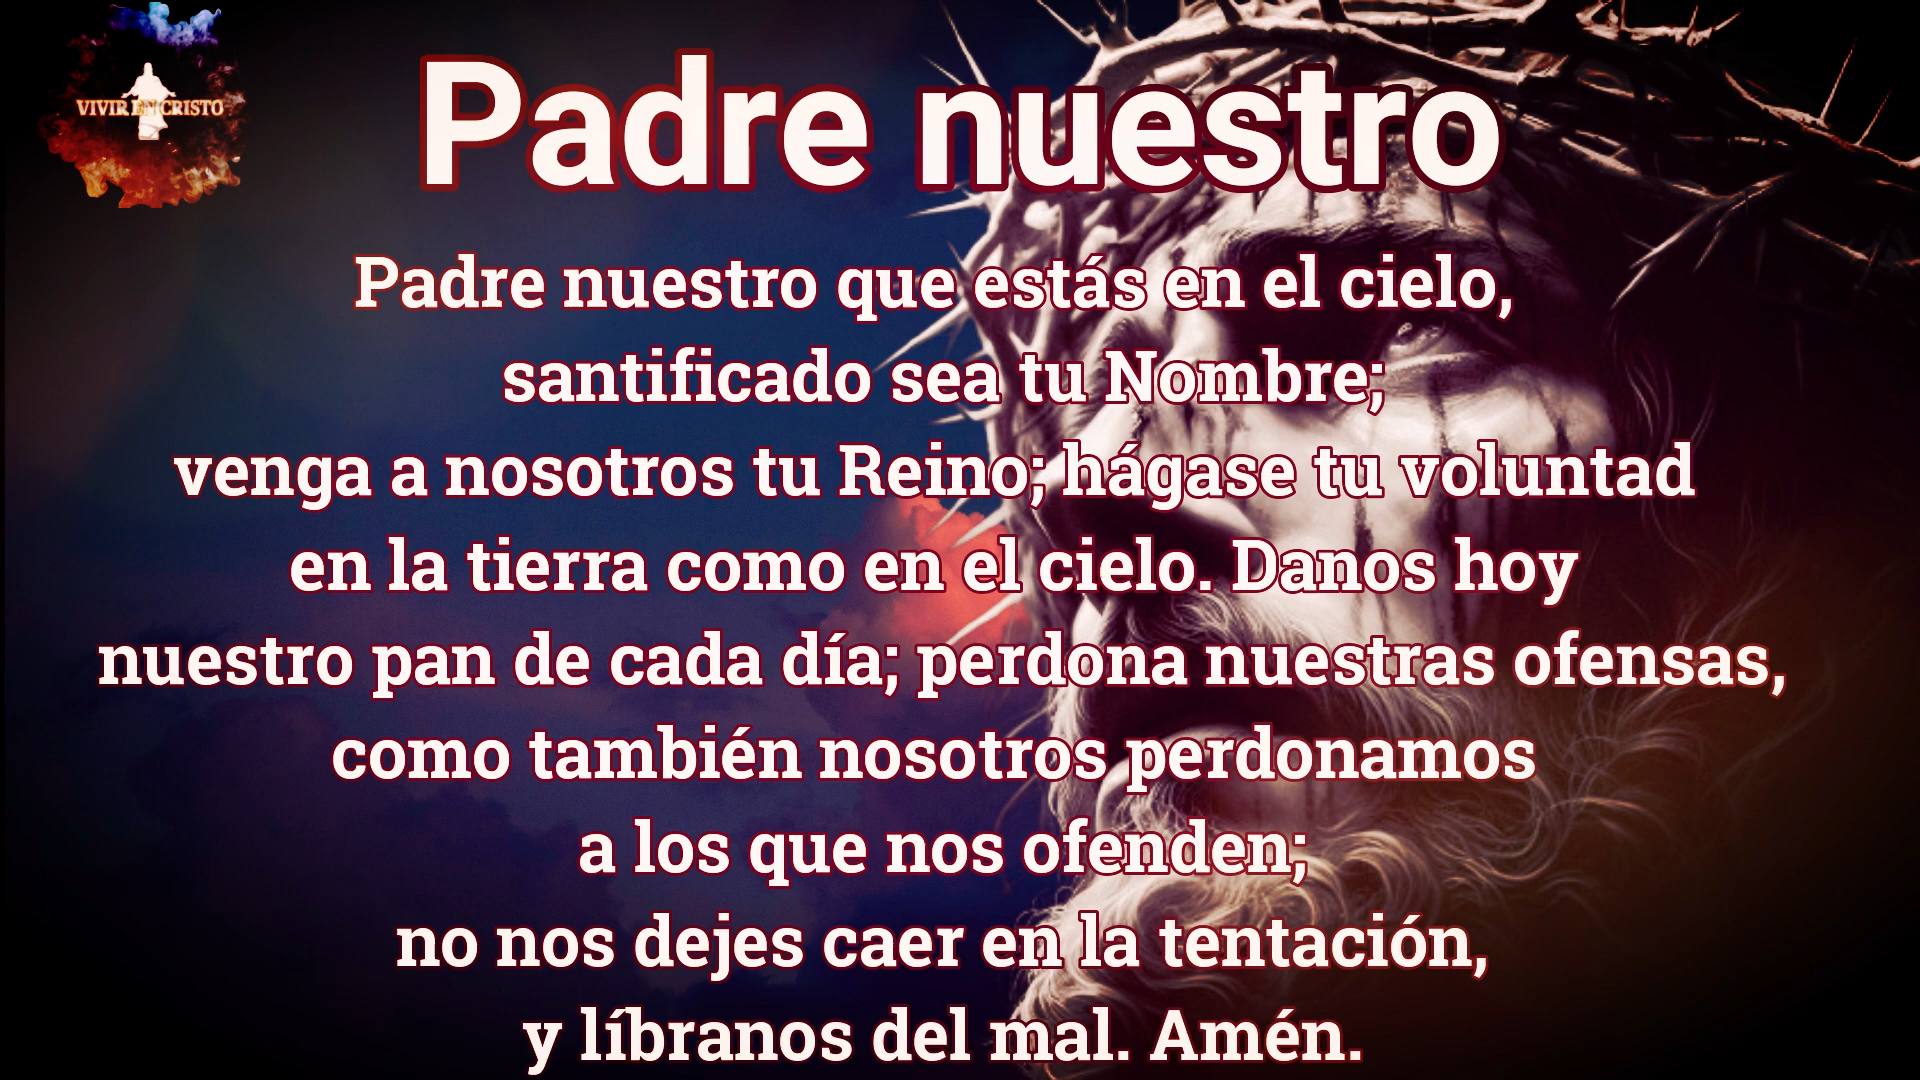 VIVIR EN CRISTO
Padre nuestro
Padre nuestro que estás en el cielo,
santificado sea tu Nombre;
venga a nosotros tu Reino; hágase tu voluntad
en la tierra como en el cielo. Danos hoy
nuestro pan de cada día; perdona nuestras ofensas,
como también nosotros perdonamos
a los que nos ofenden;
no nos dejes caer en la tentación,
y líbranos del mal. Amén.